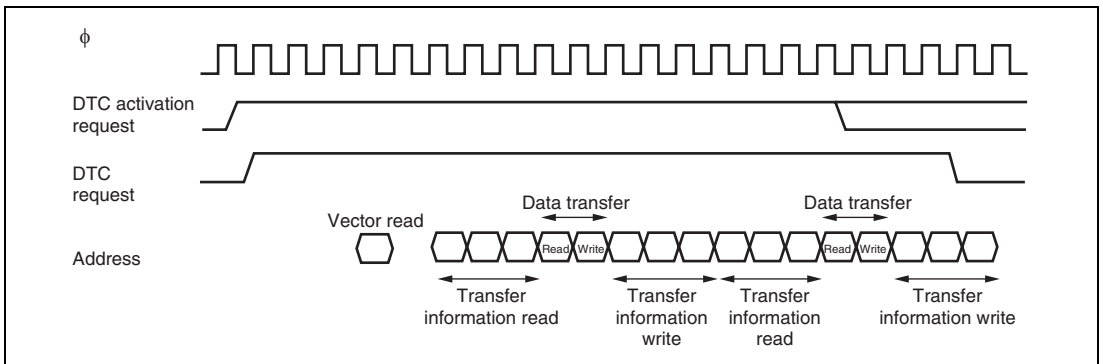 ϕ
DTC activation
request
DTC
request
Data transfer
Data transfer
Vector read
Address
Read
Write
Read
Write
Transfer
information read
Transfer
information
write
Transfer
information
read
Transfer
information write